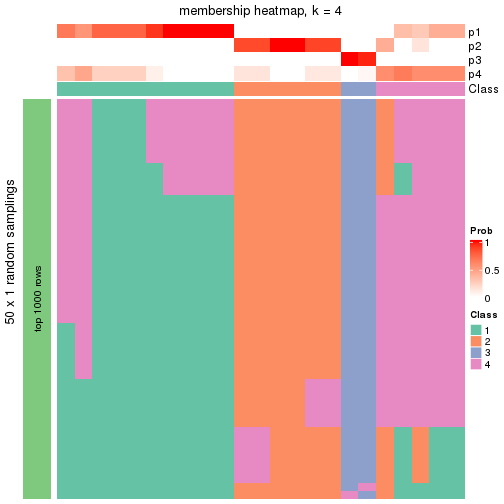 membership heatmap, k = 4
p1
p2
p3
p4
Class
50 x 1 random samplings
top 1000 rows
Prob
1
0.5
0
Class
1
2
3
4